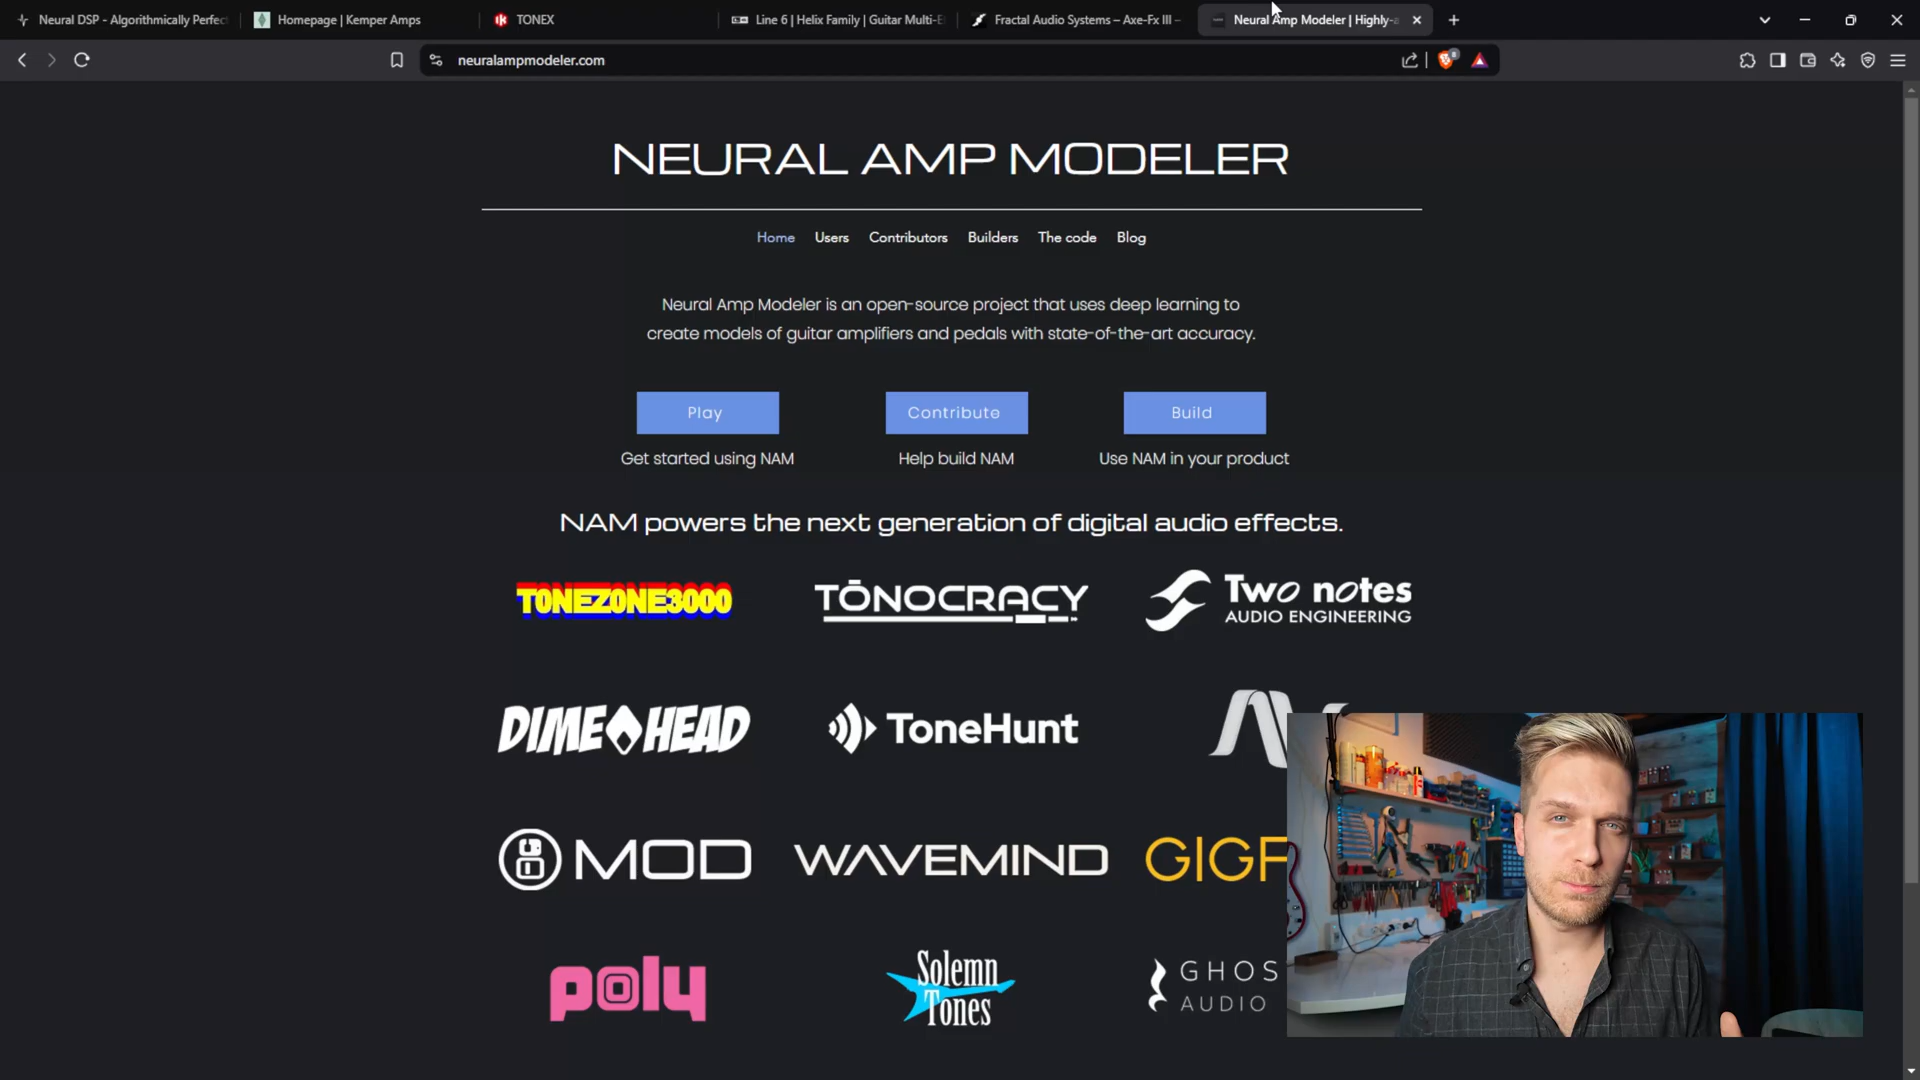 Neural DSP - Algorithmically Perfec
Homepage | Kemper Amps
TONEX
Line 6 | Helix Family | Guitar Multi-E
Fractal Audio Systems – Axe-Fx III –
Neural Amp Modeler | Highly-a
neuralampmodeler.com
NEURAL AMP MODELER
Home Users Contributors Builders The code Blog
Neural Amp Modeler is an open-source project that uses deep learning to
create models of guitar amplifiers and pedals with state-of-the-art accuracy.
Play Contribute Build
Get started using NAM Help build NAM Use NAM in your product
NAM powers the next generation of digital audio effects.
T0NEZ0NE3000
TŌNOCRACY
Two notes
AUDIO ENGINEERING
DIMEHEAD
ToneHunt
MOD
WAVEMIND
GIGF
poly
Solemn
Tones
GHOS
AUDIO